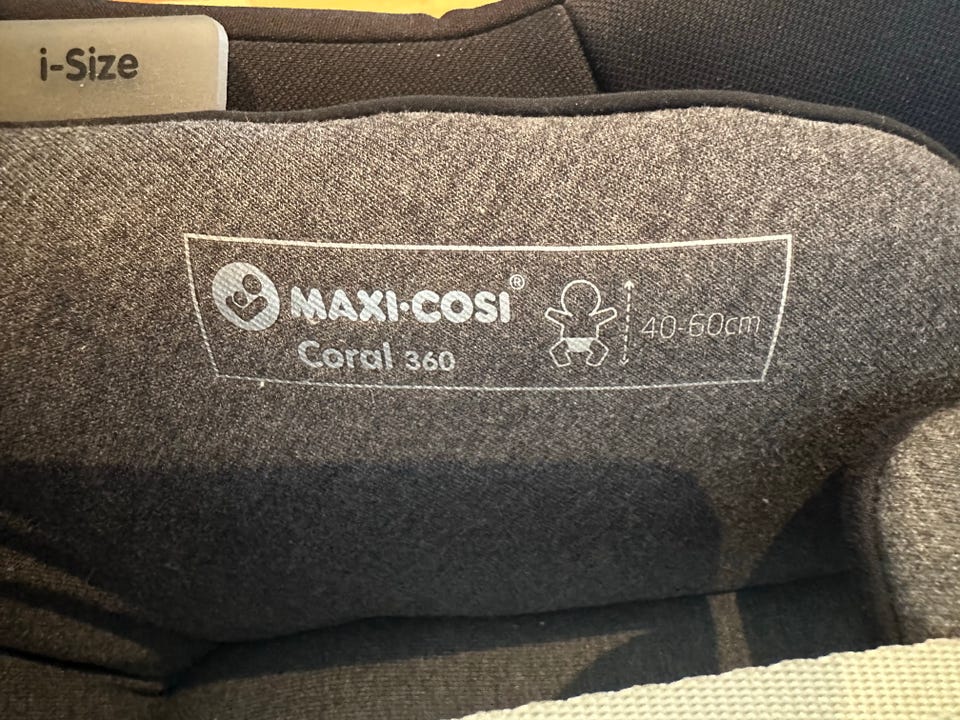 i-Size
MAXI·COSI®
Coral 360
40-60cm